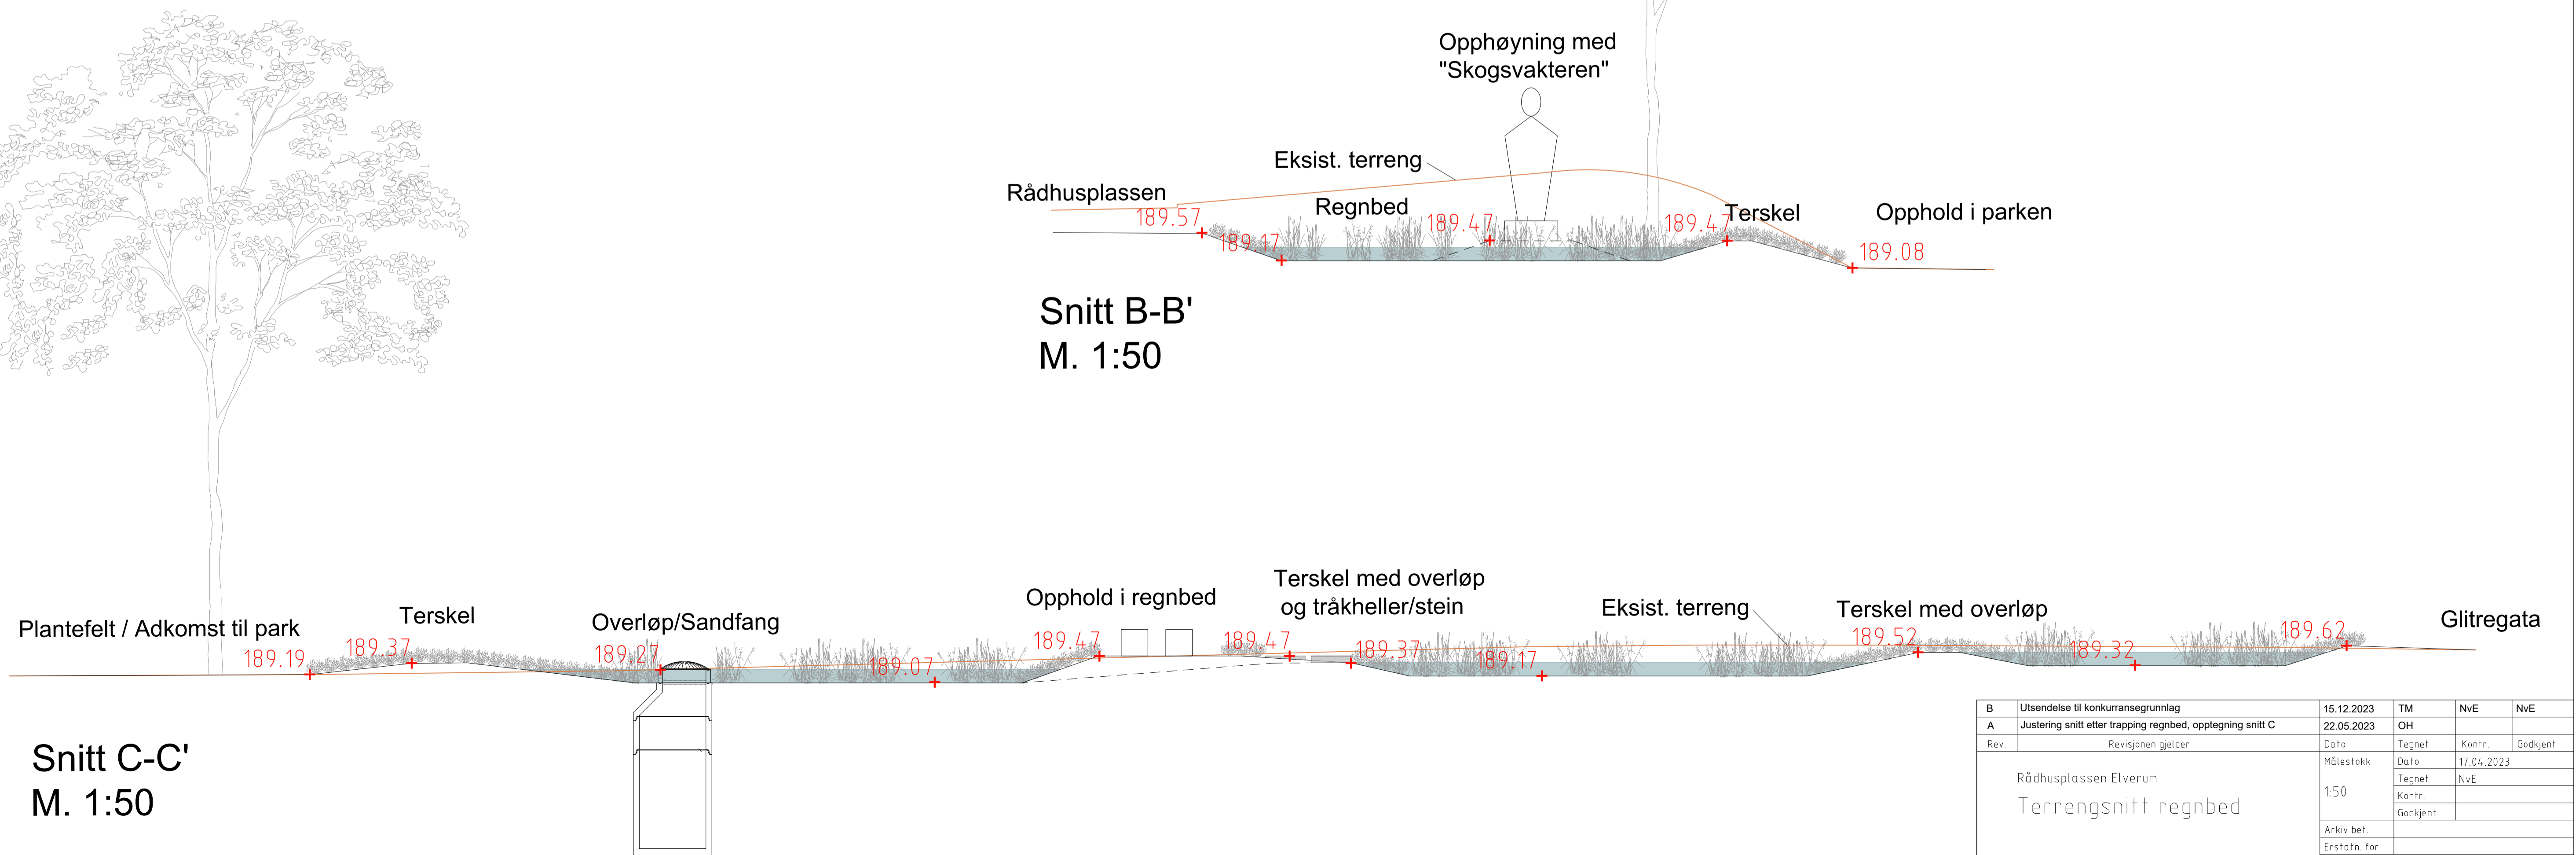 Opphøyning med
"Skogsvakteren"
Eksist. terreng
Rådhusplassen
Regnbed
Terskel
Opphold i parken
189.57
189.17
189.47
189.47
189.08
Snitt B-B'
M. 1:50
Plantefelt / Adkomst til park
Terskel
Overløp/Sandfang
Opphold i regnbed
Terskel med overløp
og tråkheller/stein
Eksist. terreng
Terskel med overløp
Glitregata
189.19
189.37
189.27
189.07
189.47
189.47
189.37
189.17
189.52
189.32
189.62
Snitt C-C'
M. 1:50
B Utsendelse til konkurransegrunnlag 15.12.2023 TM NvE NvE
A Justering snitt etter trapping regnbed, opptegning snitt C 22.05.2023 OH
Rev. Revisjonen gjelder Dato Tegnet Kontr. Godkjent
Rådhusplassen Elverum
Terrengsnitt regnbed
Målestokk
1:50
Dato 17.04.2023
Tegnet NvE
Kontr.
Godkjent
Arkiv bet.
Erstatn. for